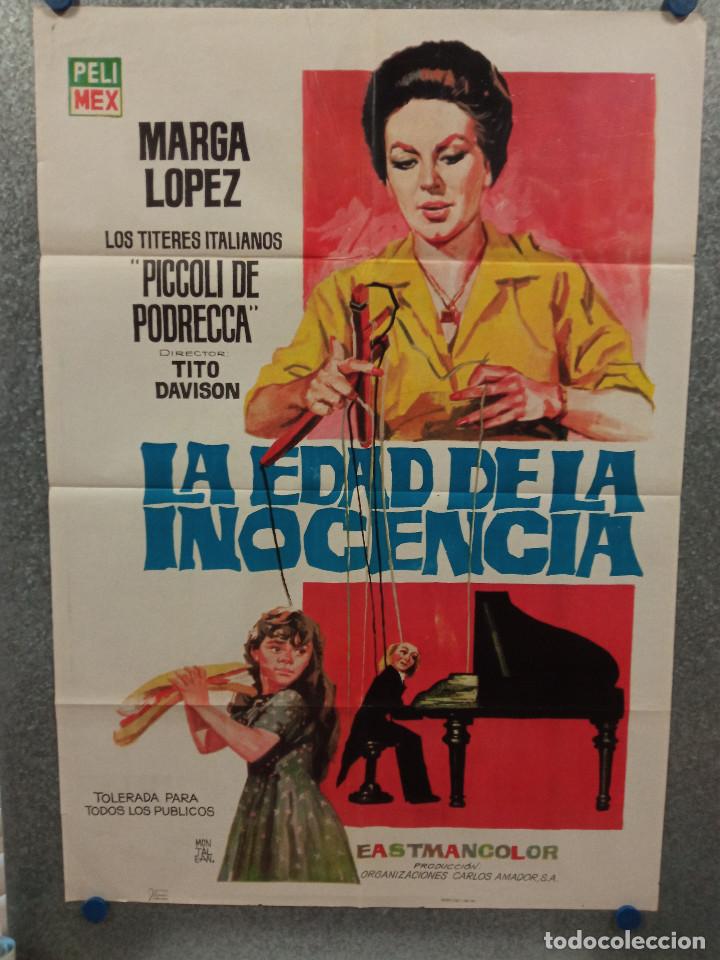 PELI
MEX
MARGA
LOPEZ
LOS TITERES ITALIANOS
"PICCOLI DE
PODRECCA"
DIRECTOR:
TITO
DAVISON
LA EDAD DE LA
INOCENCIA
TOLERADA PARA
TODOS LOS PUBLICOS
MON
TAL
BAN.
EASTMANCOLOR
PRODUCCIÓN:
ORGANIZACIONES CARLOS AMADOR, S.A.
todocoleccion